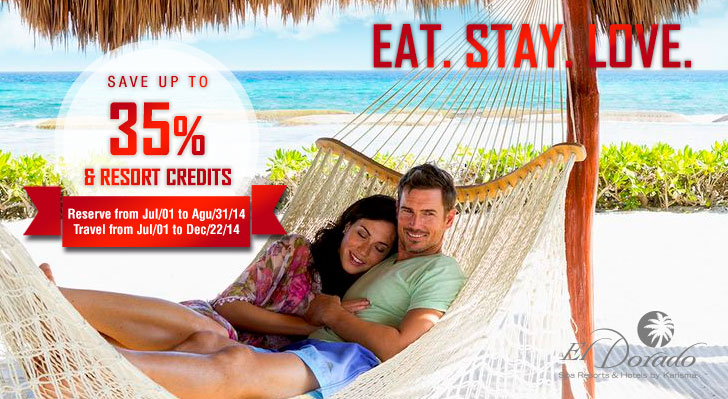 EAT. STAY. LOVE.
SAVE UP TO
35%
& RESORT CREDITS
Reserve from Jul/01 to Agu/31/14
Travel from Jul/01 to Dec/22/14
El Dorado
Spa Resorts & Hotels by Karisma